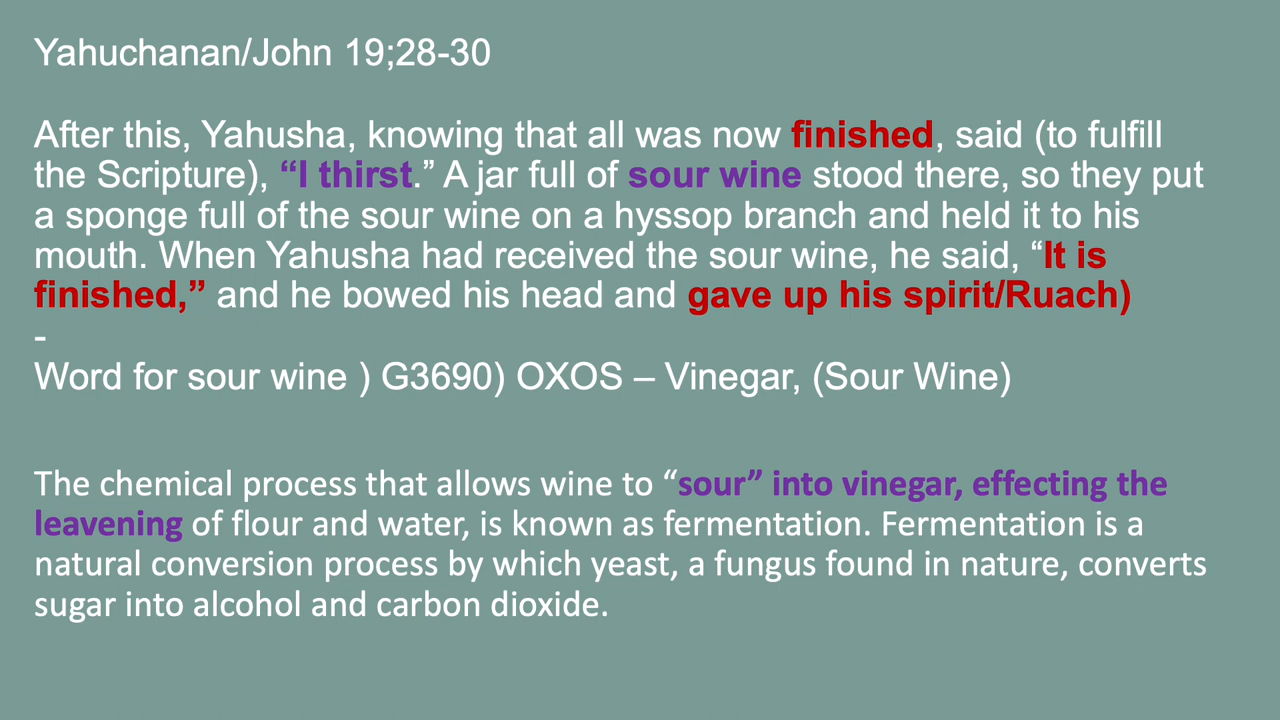 Yahuchanan/John 19;28-30
After this, Yahusha, knowing that all was now finished, said (to fulfill
the Scripture), “I thirst.” A jar full of sour wine stood there, so they put
a sponge full of the sour wine on a hyssop branch and held it to his
mouth. When Yahusha had received the sour wine, he said, “It is
finished,” and he bowed his head and gave up his spirit/Ruach)
-
Word for sour wine ) G3690) OXOS – Vinegar, (Sour Wine)
The chemical process that allows wine to “sour” into vinegar, effecting the
leavening of flour and water, is known as fermentation. Fermentation is a
natural conversion process by which yeast, a fungus found in nature, converts
sugar into alcohol and carbon dioxide.